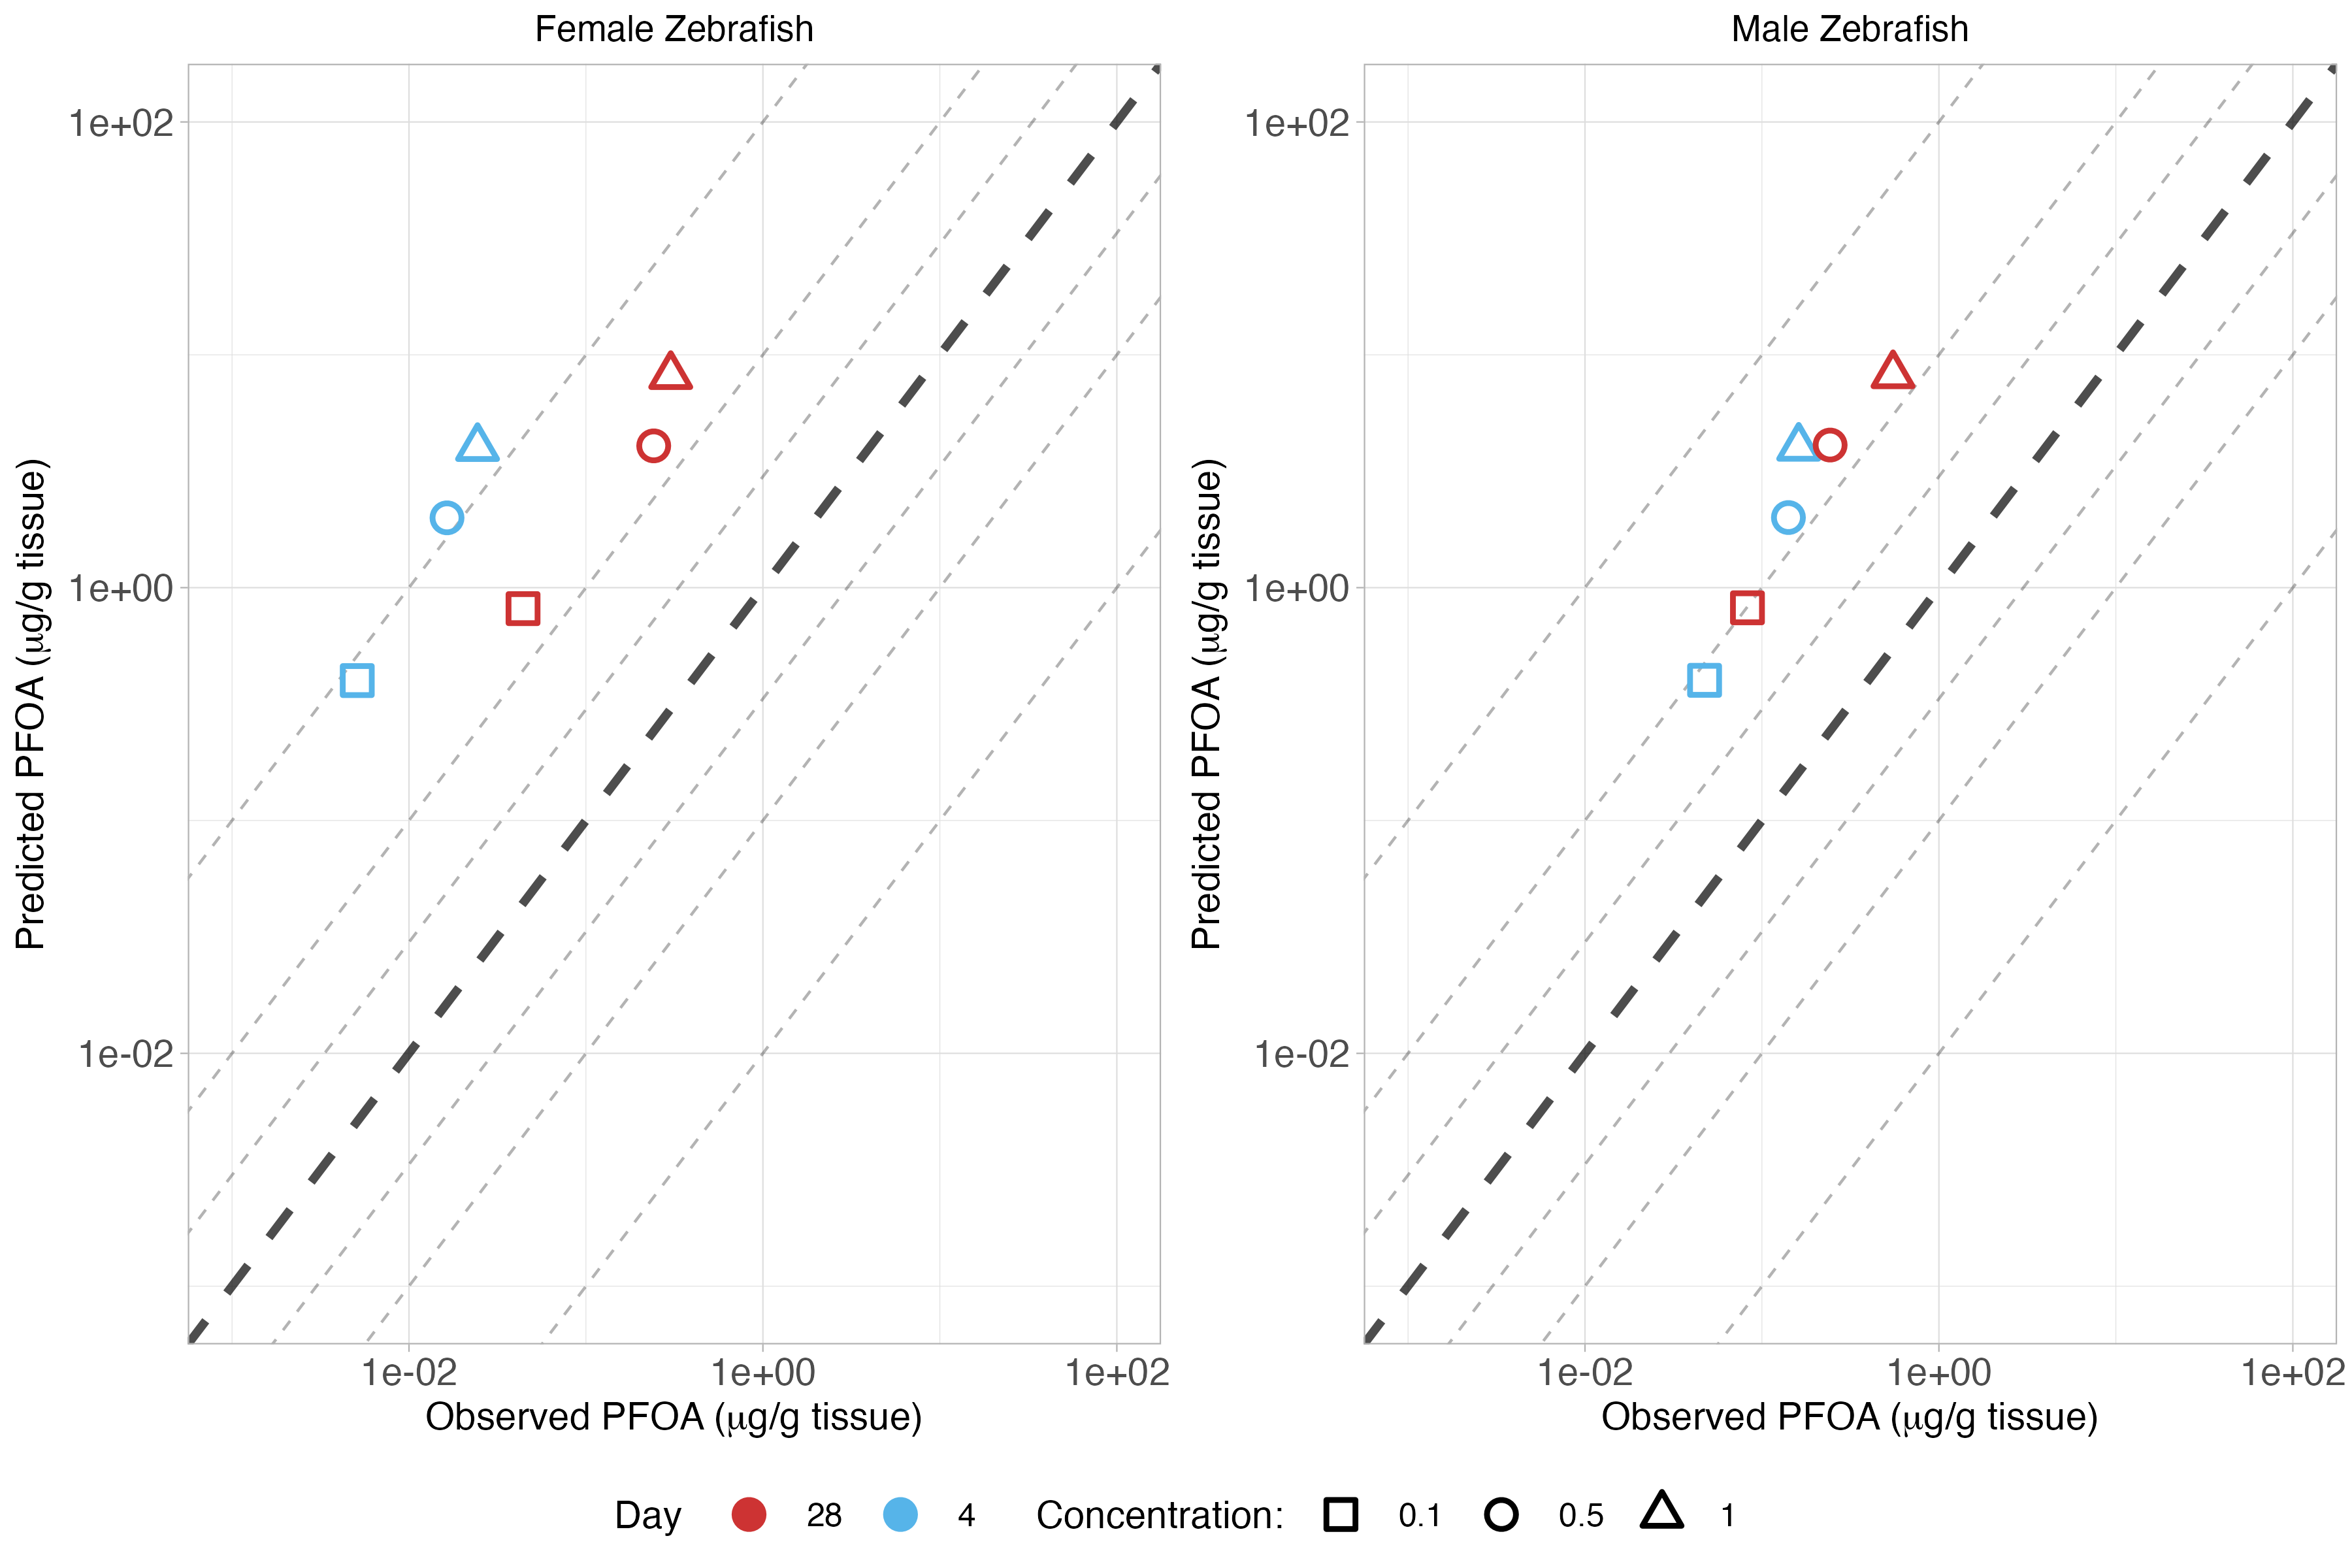 Female Zebrafish
Male Zebrafish
Predicted PFOA (μg/g tissue)
1e+02
1e+00
1e-02
1e-02
1e+00
1e+02
Observed PFOA (μg/g tissue)
Predicted PFOA (μg/g tissue)
1e+02
1e+00
1e-02
1e-02
1e+00
1e+02
Observed PFOA (μg/g tissue)
Day 28 4 Concentration: 0.1 0.5 1